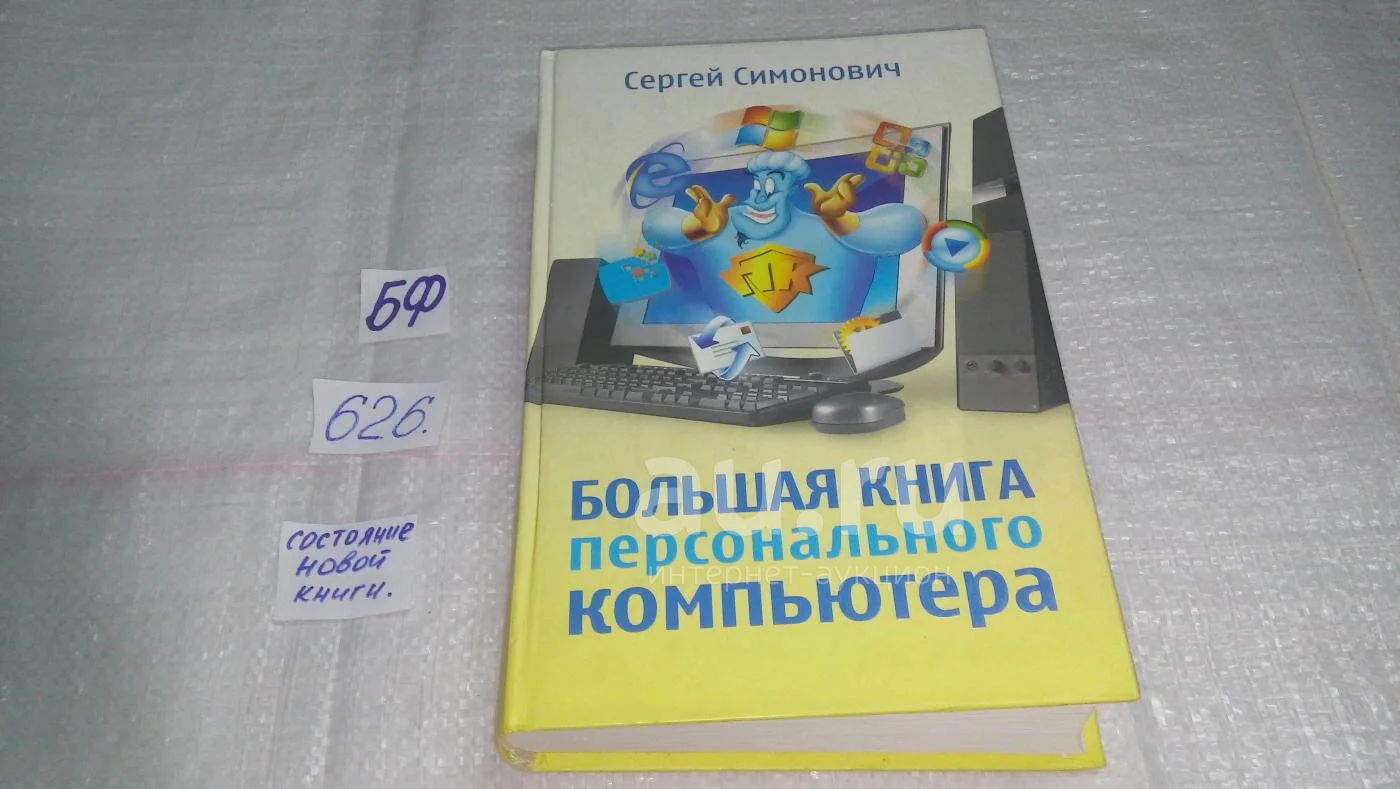 Сергей Симонович
ПК
БОЛЬШАЯ КНИГА
персонального
компьютера
au.ru
интернет-аукцион
БФ
626.
состояние
новой
книги.